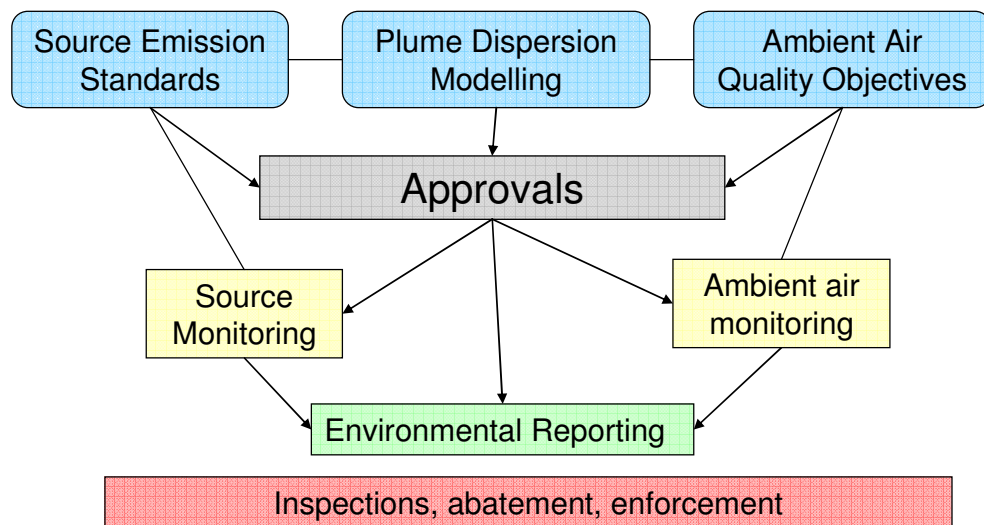 Source Emission
Standards
Plume Dispersion
Modelling
Ambient Air
Quality Objectives
Approvals
Source
Monitoring
Ambient air
monitoring
Environmental Reporting
Inspections, abatement, enforcement